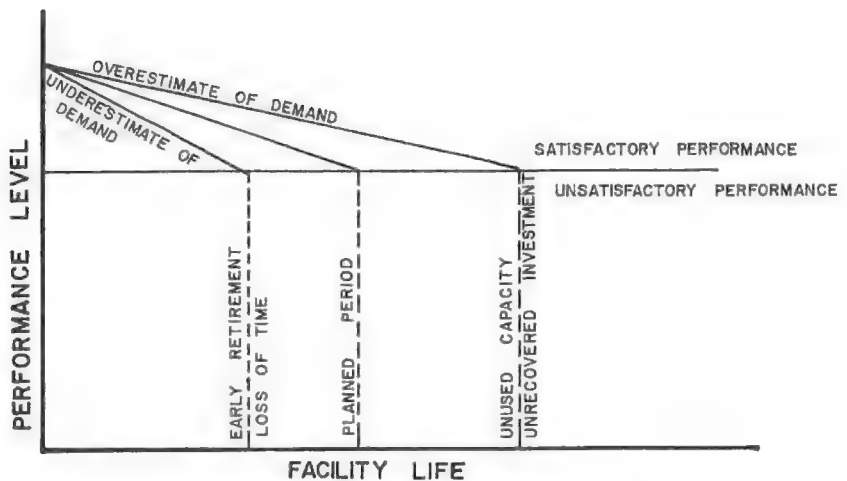 OVERESTIMATE OF DEMAND
UNDERESTIMATE OF
DEMAND
SATISFACTORY PERFORMANCE
UNSATISFACTORY PERFORMANCE
PERFORMANCE LEVEL
EARLY RETIREMENT
LOSS OF TIME
PLANNED PERIOD
UNUSED CAPACITY
UNRECOVERED INVESTMENT
FACILITY LIFE